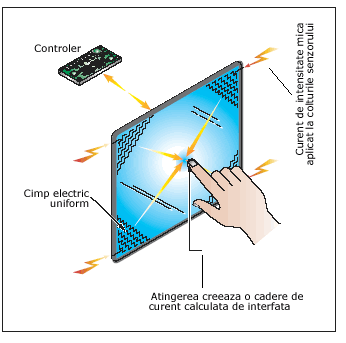 Controler
Curent de intensitate mica
aplicat la colturile senzorului
Cimp electric
uniform
Atingerea creeaza o cadere de
curent calculata de interfata